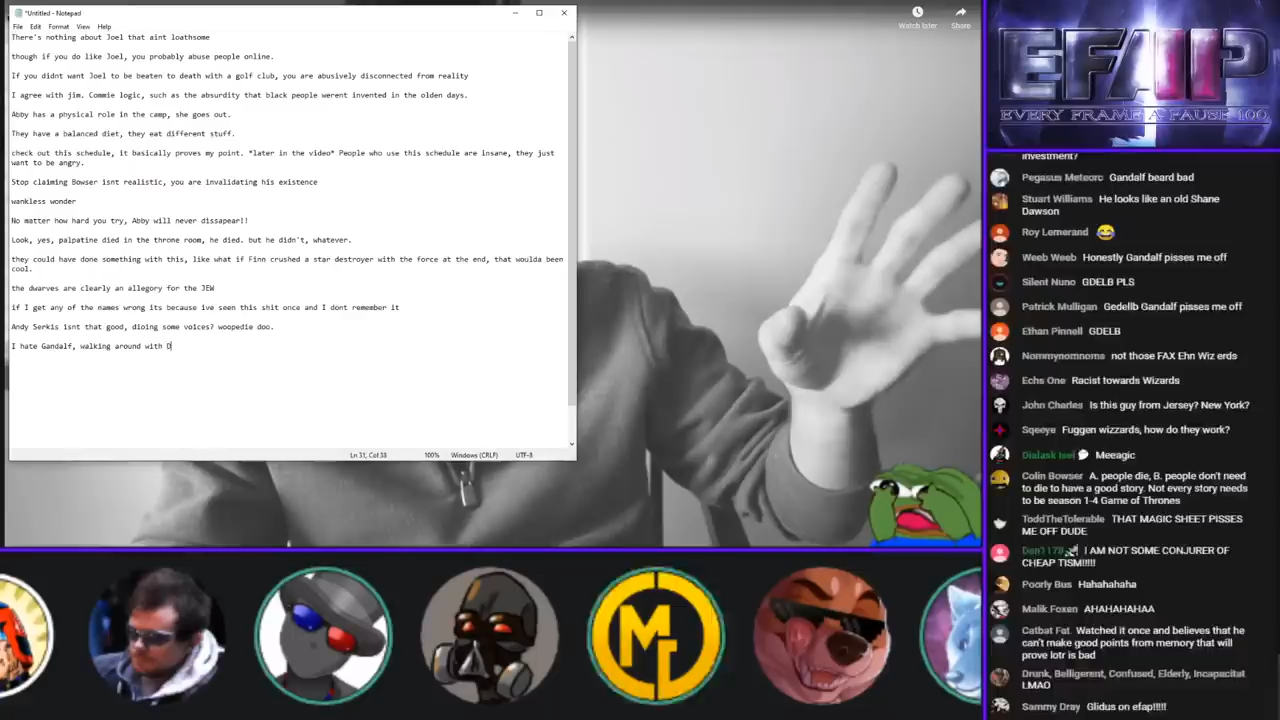 *Untitled - Notepad
File Edit Format View Help
There's nothing about Joel that aint loathsome
though if you do like Joel, you probably abuse people online.
If you didnt want Joel to be beaten to death with a golf club, you are abusively disconnected from reality
I agree with jim. Commie logic, such as the absurdity that black people werent invented in the olden days.
Abby has a physical role in the camp, she goes out.
They have a balanced diet, they eat different stuff.
check out this schedule, it basically proves my point. *later in the video* People who use this schedule are insane, they just
want to be angry.
Stop claiming Bowser isnt realistic, you are invalidating his existence
wankless wonder
No matter how hard you try, Abby will never dissapear!!
Look, yes, palpatine died in the throne room, he died. but he didn't, whatever.
they could have done something with this, like what if Finn crushed a star destroyer with the force at the end, that woulda been
cool.
the dwarves are clearly an allegory for the JEW
if I get any of the names wrong its because ive seen this shit once and I dont remember it
Andy Serkis isnt that good, dioing some voices? woopedie doo.
I hate Gandalf, walking around with D
Ln 31, Col 38 100% Windows (CRLF) UTF-8
Watch later Share
EFAP
EVERY FRAME A PAUSE 100
investment?
Pegasus Meteorc Gandalf beard bad
Stuart Williams He looks like an old Shane
Dawson
Roy Lemerand 😂
Weeb Weeb Honestly Gandalf pisses me off
Silent Nuno GDELB PLS
Patrick Mulligan Gedellb Gandalf pisses me off
Ethan Pinnell GDELB
Nommynomnoms not those FAX Ehn Wiz erds
Echs One Racist towards Wizards
John Charles Is this guy from Jersey? New York?
Sqeeye Fuggen wizzards, how do they work?
Dialask Isei Meeagic
Colin Bowser A. people die, B. people don't need
to die to have a good story. Not every story needs
to be season 1-4 Game of Thrones
ToddTheTolerable THAT MAGIC SHEET PISSES
ME OFF DUDE
I AM NOT SOME CONJURER OF
CHEAP TISM!!!!!
Poorly Bus Hahahahaha
Malik Foxen AHAHAHAHAA
Catbat Fat. Watched it once and believes that he
can't make good points from memory that will
prove lotr is bad
Drunk, Belligerent, Confused, Elderly, Incapacitat
LMAO
Sammy Dray Glidus on efap!!!!!